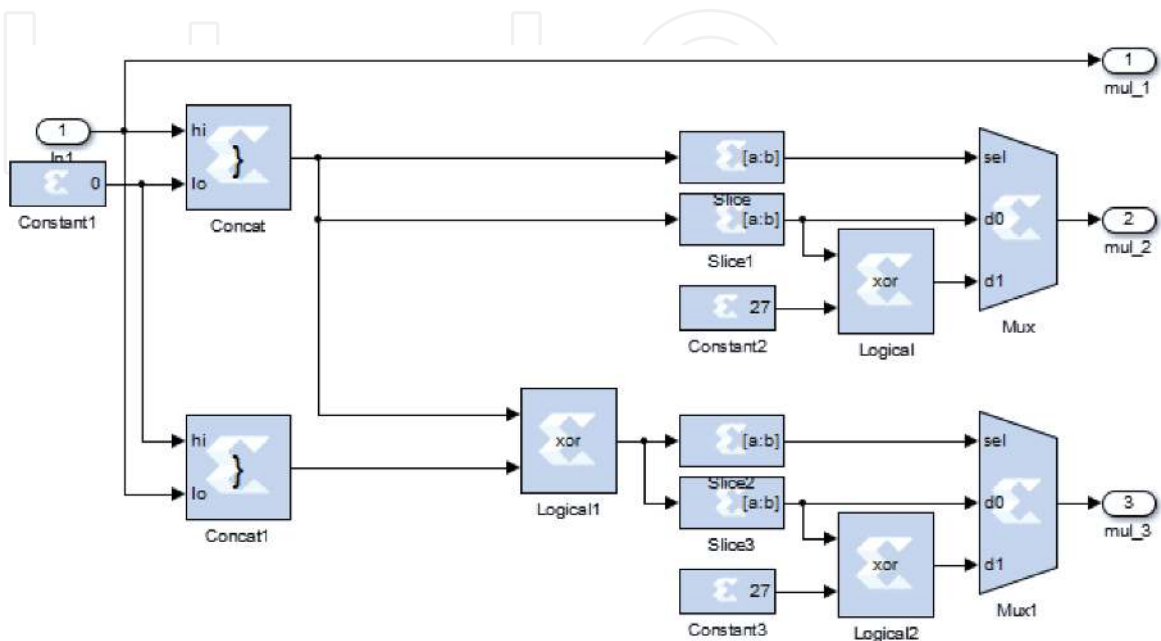 1
mul_1
1
In1
hi
lo
}
Concat
0
Constant1
[a:b]
Slice
[a:b]
Slice1
27
Constant2
xor
Logical
sel
d0
d1
Mux
2
mul_2
hi
lo
}
Concat1
xor
Logical1
[a:b]
Slice2
[a:b]
Slice3
27
Constant3
xor
Logical2
sel
d0
d1
Mux1
3
mul_3